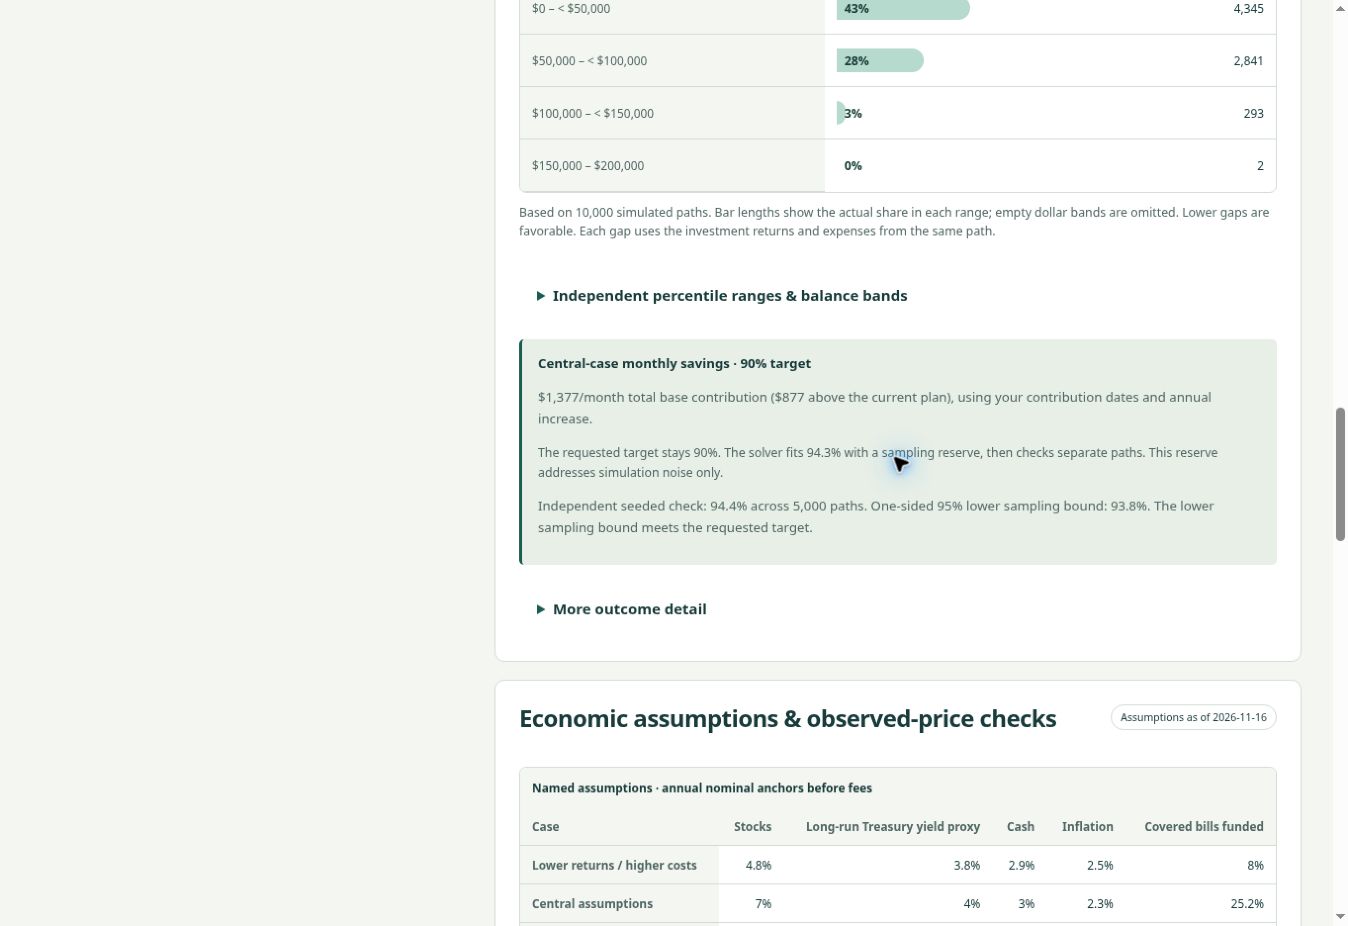 $0 – < $50,000 43% 4,345
$50,000 – < $100,000 28% 2,841
$100,000 – < $150,000 3% 293
$150,000 – $200,000 0% 2
Based on 10,000 simulated paths. Bar lengths show the actual share in each range; empty dollar bands are omitted. Lower gaps are
favorable. Each gap uses the investment returns and expenses from the same path.
Independent percentile ranges & balance bands
Central-case monthly savings · 90% target
$1,377/month total base contribution ($877 above the current plan), using your contribution dates and annual
increase.
The requested target stays 90%. The solver fits 94.3% with a sampling reserve, then checks separate paths. This reserve
addresses simulation noise only.
Independent seeded check: 94.4% across 5,000 paths. One-sided 95% lower sampling bound: 93.8%. The lower
sampling bound meets the requested target.
More outcome detail
Economic assumptions & observed-price checks
Assumptions as of 2026-11-16
Named assumptions · annual nominal anchors before fees
Case Stocks Long-run Treasury yield proxy Cash Inflation Covered bills funded
Lower returns / higher costs 4.8% 3.8% 2.9% 2.5% 8%
Central assumptions 7% 4% 3% 2.3% 25.2%